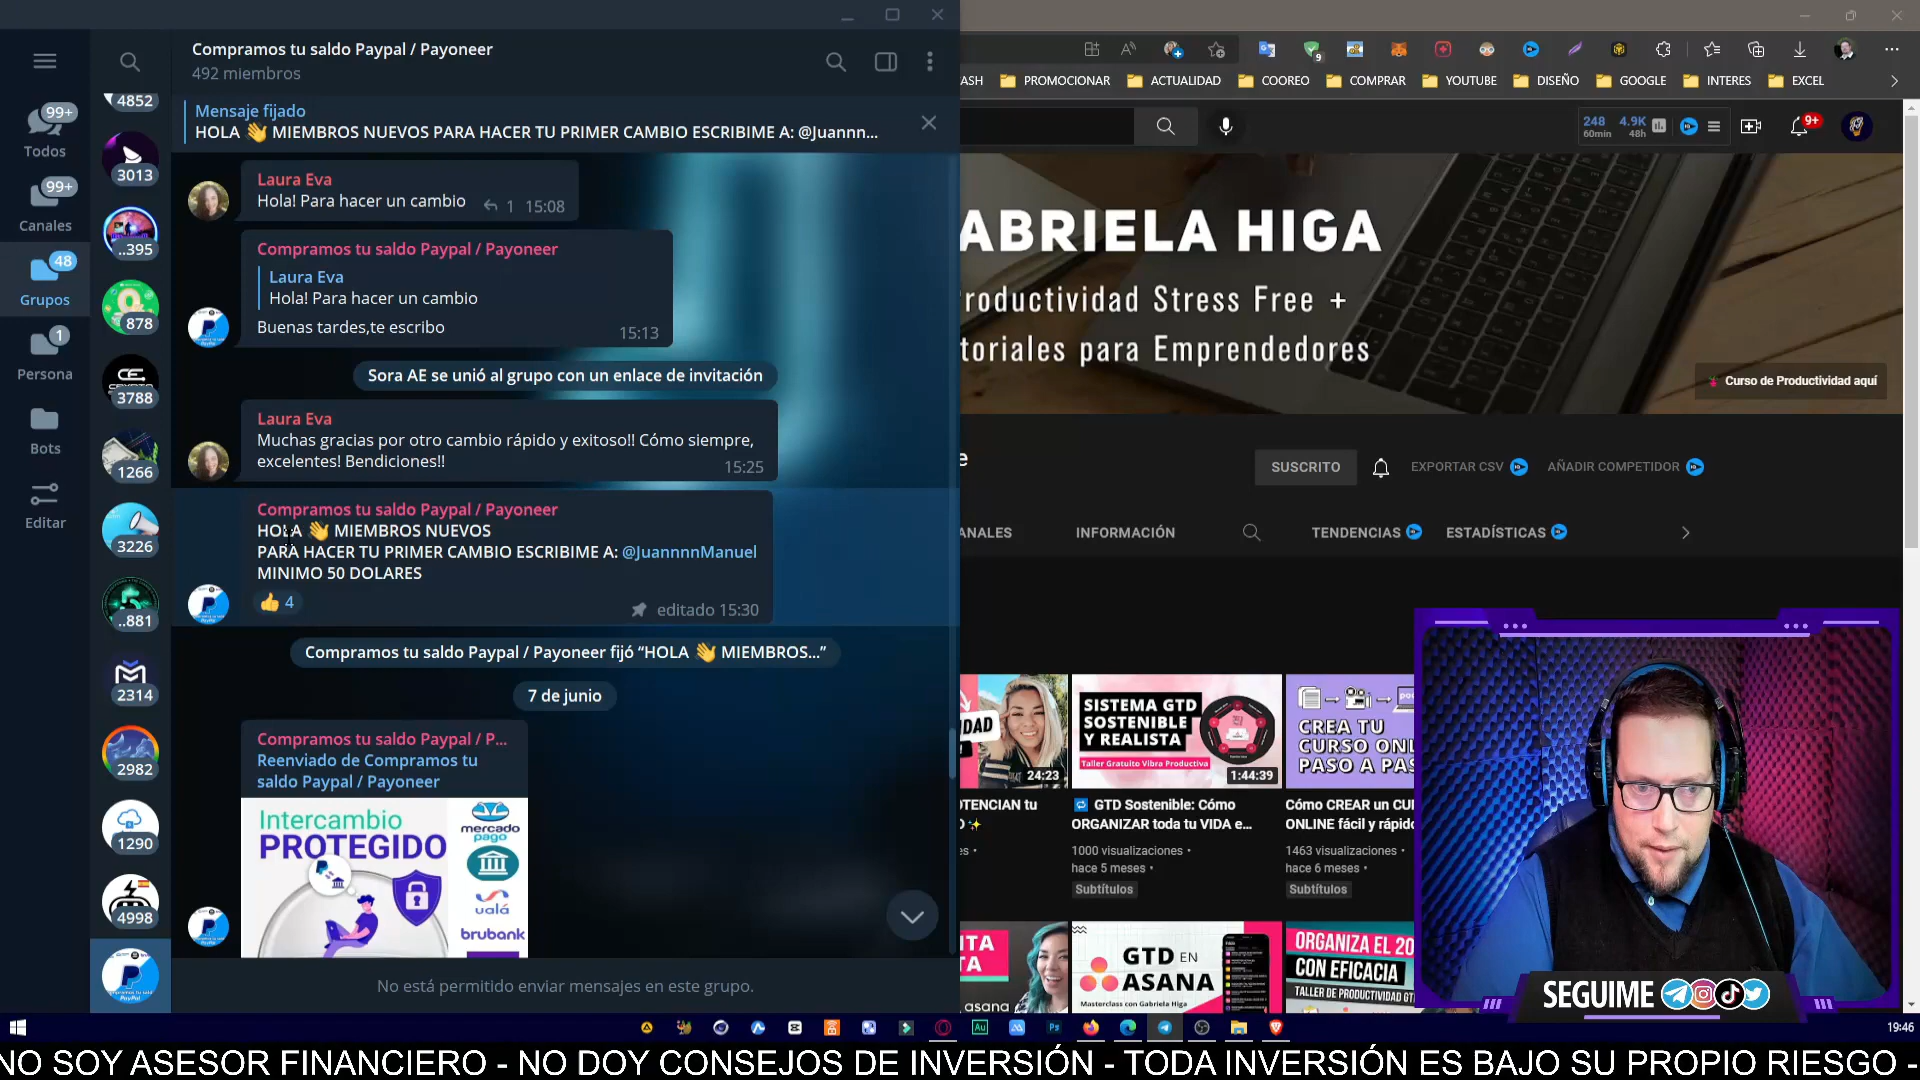 Compramos tu saldo Paypal / Payoneer
492 miembros
Mensaje fijado
HOLA 👋 MIEMBROS NUEVOS PARA HACER TU PRIMER CAMBIO ESCRIBIME A: @Juannn...
99+
Todos
99+
Canales
48
Grupos
1
Persona
Bots
Editar
4852
3013
..395
878
3788
1266
3226
..881
2314
2982
1290
4998
Laura Eva
Hola! Para hacer un cambio
1 15:08
Compramos tu saldo Paypal / Payoneer
Laura Eva
Hola! Para hacer un cambio
Buenas tardes,te escribo
15:13
Sora AE se unió al grupo con un enlace de invitación
Laura Eva
Muchas gracias por otro cambio rápido y exitoso!! Cómo siempre,
excelentes! Bendiciones!!
15:25
Compramos tu saldo Paypal / Payoneer
HOLA 👋 MIEMBROS NUEVOS
PARA HACER TU PRIMER CAMBIO ESCRIBIME A: @JuannnnManuel
MINIMO 50 DOLARES
👍 4
editado 15:30
Compramos tu saldo Paypal / Payoneer fijó “HOLA 👋 MIEMBROS...”
7 de junio
Compramos tu saldo Paypal / P...
Reenviado de Compramos tu
saldo Paypal / Payoneer
Intercambio
PROTEGIDO
mercado
pago
ualá
brubank
No está permitido enviar mensajes en este grupo.
9
ASH
PROMOCIONAR
ACTUALIDAD
COOREO
COMPRAR
YOUTUBE
DISEÑO
GOOGLE
INTERES
EXCEL
248
60min
4.9K
48h
9+
ABRIELA HIGA
roductividad Stress Free +
toriales para Emprendedores
Curso de Productividad aquí
e
SUSCRITO
EXPORTAR CSV
AÑADIR COMPETIDOR
ANALES
INFORMACIÓN
TENDENCIAS
ESTADÍSTICAS
DAD
24:23
SISTEMA GTD
SOSTENIBLE
Y REALISTA
Taller Gratuito Vibra Productiva
1:44:39
CREA TU
CURSO ONL
PASO A PAS
OTENCIAN tu
O ✨
GTD Sostenible: Cómo
ORGANIZAR toda tu VIDA e...
1000 visualizaciones •
hace 5 meses •
Subtítulos
Cómo CREAR un CUR
ONLINE fácil y rápido
1463 visualizaciones •
hace 6 meses •
Subtítulos
es •
ITA
TA
asana
GTD EN
ASANA
Masterclass con Gabriela Higa
ORGANIZA EL 20
CON EFICACIA
TALLER DE PRODUCTIVIDAD GT
SEGUIME
Au
Ps
19:46
NO SOY ASESOR FINANCIERO - NO DOY CONSEJOS DE INVERSIÓN - TODA INVERSIÓN ES BAJO SU PROPIO RIESGO -